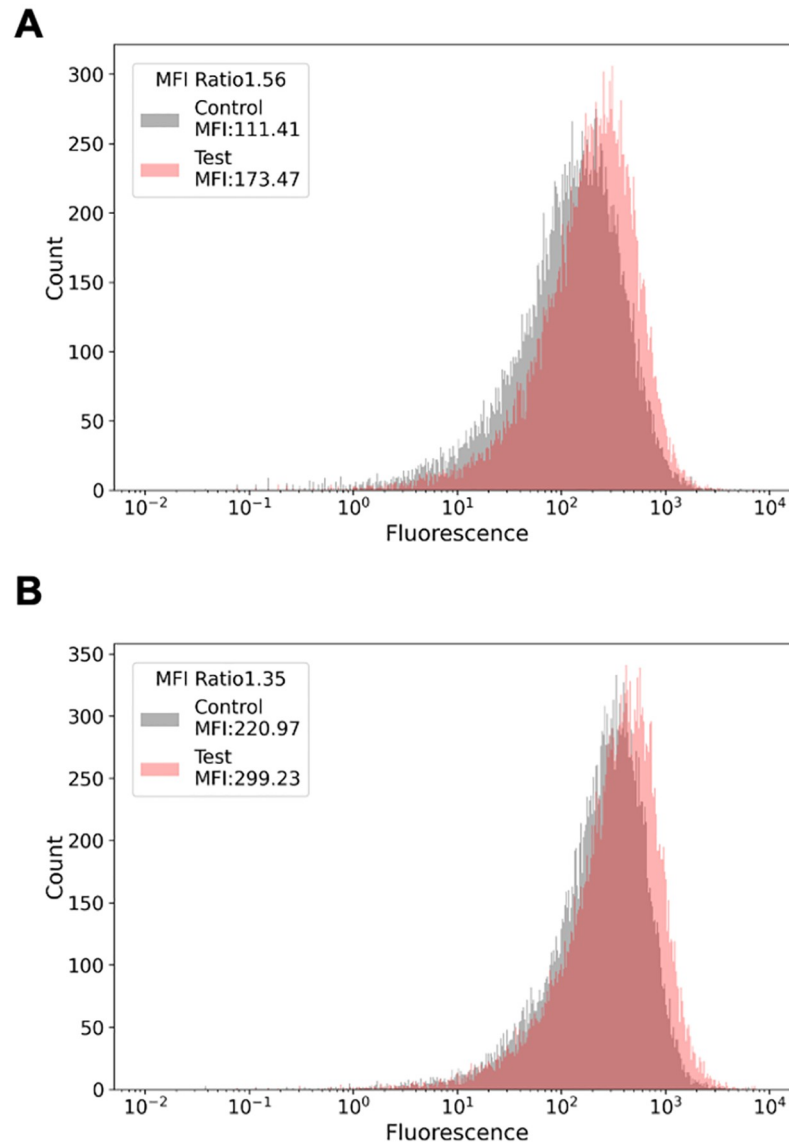 A
MFI Ratio1.56
Control
MFI:111.41
Test
MFI:173.47
300
250
200
150
100
50
0
Count
10⁻² 10⁻¹ 10⁰ 10¹ 10² 10³ 10⁴
Fluorescence
B
MFI Ratio1.35
Control
MFI:220.97
Test
MFI:299.23
350
300
250
200
150
100
50
0
Count
10⁻² 10⁻¹ 10⁰ 10¹ 10² 10³ 10⁴
Fluorescence